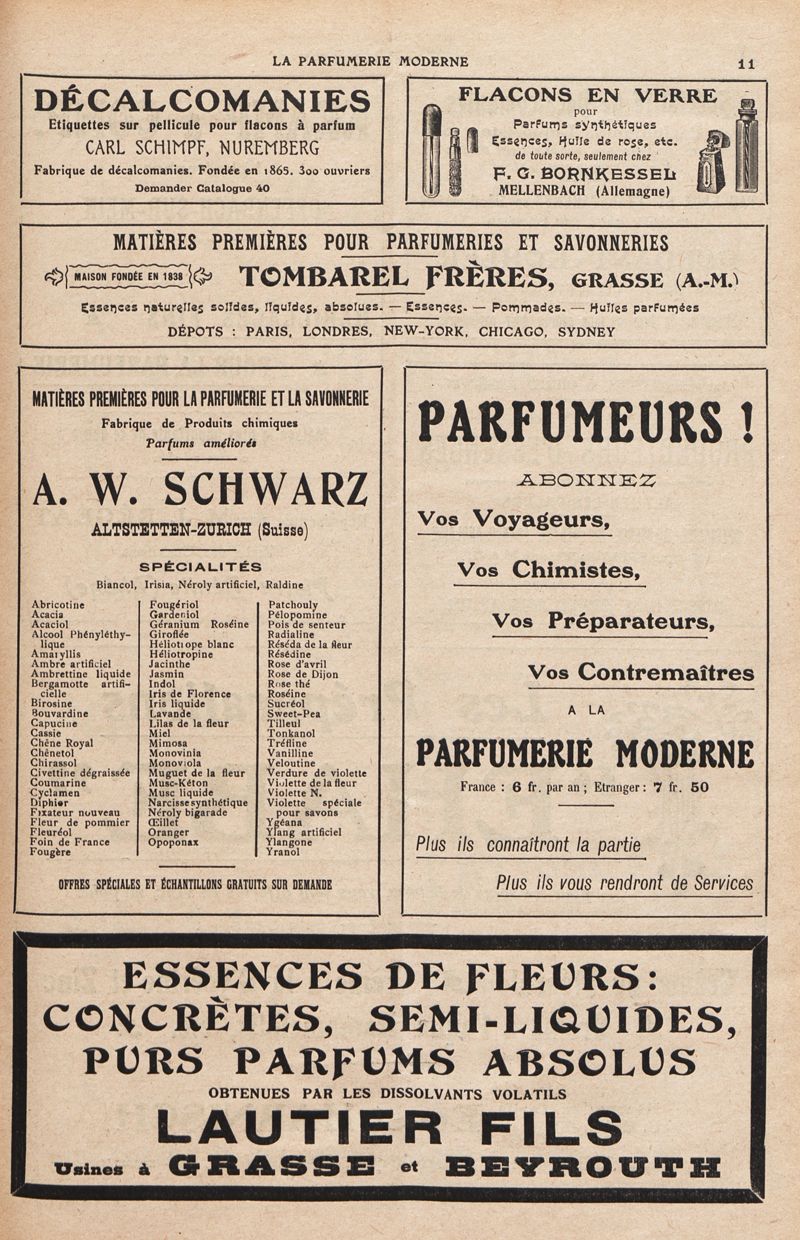 LA PARFUMERIE MODERNE
11
DÉCALCOMANIES
Etiquettes sur pellicule pour flacons à parfum
CARL SCHIMPF, NUREMBERG
Fabrique de décalcomanies. Fondée en 1865. 300 ouvriers
Demander Catalogue 40
FLACONS EN VERRE
pour
Parfums synthétiques
Essences, Huile de rose, etc.
de toute sorte, seulement chez
F. G. BORNKESSEL
MELLENBACH (Allemagne)
MATIÈRES PREMIÈRES POUR PARFUMERIES ET SAVONNERIES
MAISON FONDÉE EN 1838
TOMBAREL FRÈRES, GRASSE (A.-M.)
Essences naturelles solides, liquides, absolues. — Essences. — Pommades. — Huiles parfumées
DÉPOTS : PARIS, LONDRES, NEW-YORK, CHICAGO, SYDNEY
MATIÈRES PREMIÈRES POUR LA PARFUMERIE ET LA SAVONNERIE
Fabrique de Produits chimiques
Parfums améliorés
A. W. SCHWARZ
ALTSTETTEN-ZURICH (Suisse)
SPÉCIALITÉS
Biancol, Irisia, Néroly artificiel, Raldine
Abricotine
Acacia
Acaciol
Alcool Phényléthy-
lique
Amaryllis
Ambre artificiel
Ambrettine liquide
Bergamotte artifi-
cielle
Birosine
Bouvardine
Capucine
Cassie
Chêne Royal
Chênetol
Chirassol
Civettine dégraissée
Coumarine
Cyclamen
Diphior
Fixateur nouveau
Fleur de pommier
Fleuréol
Foin de France
Fougère
Fougériol
Gardeniol
Géranium Roséine
Giroflée
Héliotrope blanc
Héliotropine
Jacinthe
Jasmin
Indol
Iris de Florence
Iris liquide
Lavande
Lilas de la fleur
Miel
Mimosa
Monovinia
Monoviola
Muguet de la fleur
Musc-Kéton
Musc liquide
Narcisse synthétique
Néroly bigarade
Œillet
Oranger
Opoponax
Patchouly
Pélopomine
Pois de senteur
Radialine
Réséda de la fleur
Résédine
Rose d'avril
Rose de Dijon
Rose thé
Roséine
Sucréol
Sweet-Pea
Tilleul
Tonkanol
Tréfline
Vanilline
Veloutine
Verdure de violette
Violette de la fleur
Violette N.
Violette spéciale
pour savons
Ygéana
Ylang artificiel
Ylangone
Yranol
OFFRES SPÉCIALES ET ÉCHANTILLONS GRATUITS SUR DEMANDE
PARFUMEURS !
ABONNEZ
Vos Voyageurs,
Vos Chimistes,
Vos Préparateurs,
Vos Contremaîtres
A LA
PARFUMERIE MODERNE
France : 6 fr. par an ; Etranger : 7 fr. 50
Plus ils connaîtront la partie
Plus ils vous rendront de Services
ESSENCES DE FLEURS :
CONCRÈTES, SEMI-LIQUIDES,
PURS PARFUMS ABSOLUS
OBTENUES PAR LES DISSOLVANTS VOLATILS
LAUTIER FILS
Usines à GRASSE et BEYROUTH